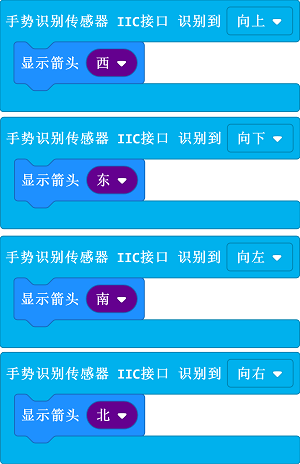 手势识别传感器 IIC接口 识别到 向上
显示箭头 西
手势识别传感器 IIC接口 识别到 向下
显示箭头 东
手势识别传感器 IIC接口 识别到 向左
显示箭头 南
手势识别传感器 IIC接口 识别到 向右
显示箭头 北